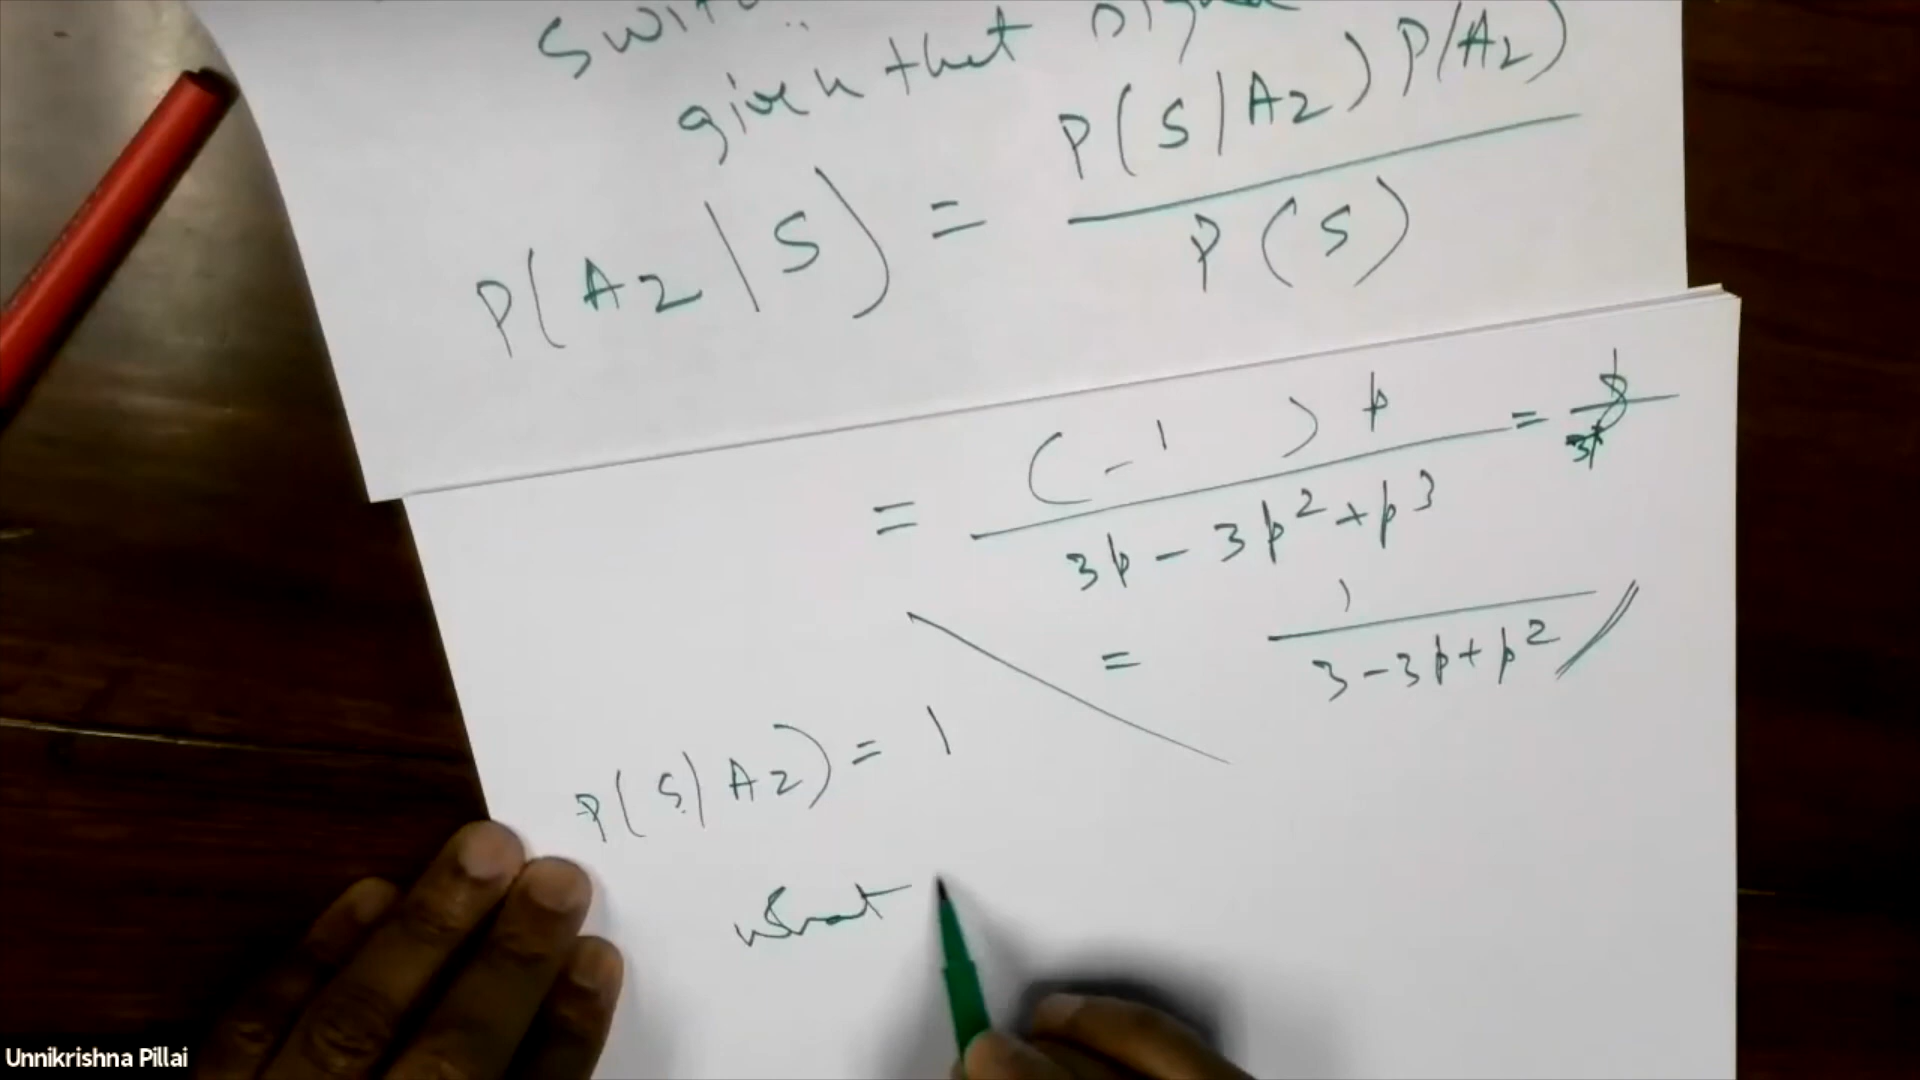 given that
P(A2|S) = P(S|A2) P(A2) / P(S)
= ( - 1 ) p / 3p - 3p² + p³ =
= 1 / 3 - 3p + p²
P(S|A2) = 1
what
Unnikrishna Pillai